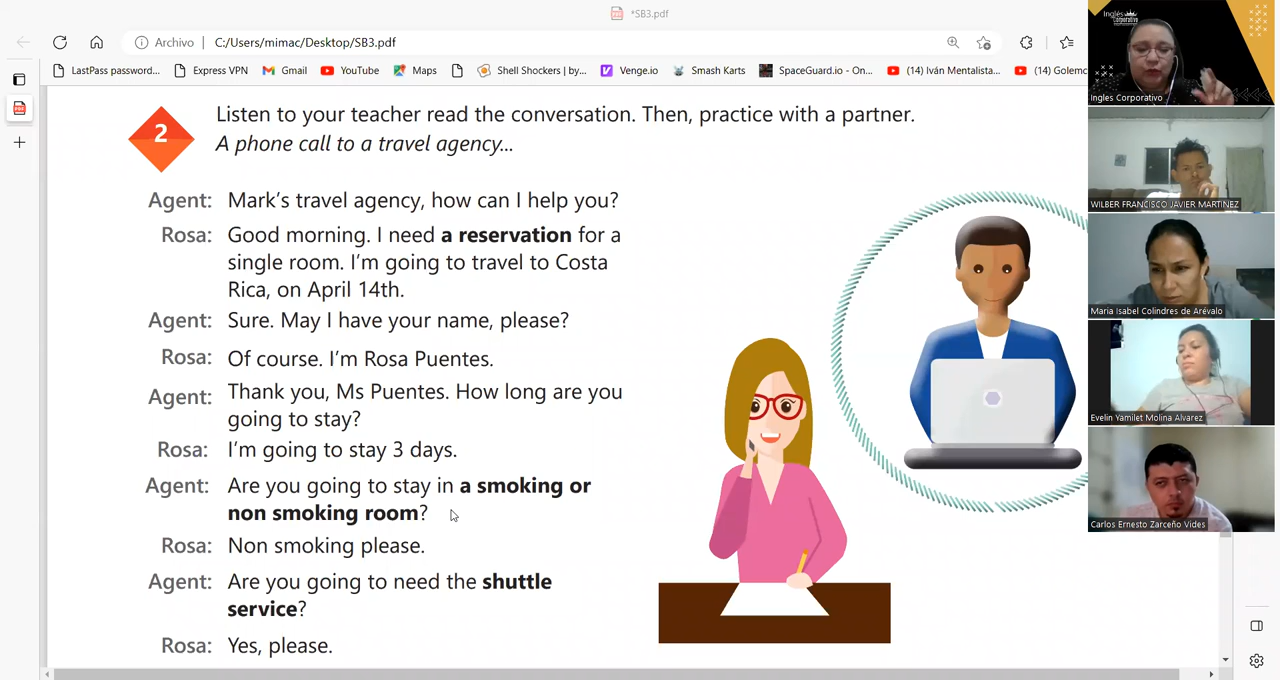 *SB3.pdf
Archivo | C:/Users/mimac/Desktop/SB3.pdf
LastPass password... Express VPN Gmail YouTube Maps Shell Shockers | by... Venge.io Smash Karts SpaceGuard.io - On... (14) Iván Mentalista... (14) Golemc
Inglés
Corporativo
Ingles Corporativo
WILBER FRANCISCO JAVIER MARTINEZ
Maria Isabel Colindres de Arévalo
Evelin Yamilet Molina Alvarez
Carlos Ernesto Zarceño Vides
2
Listen to your teacher read the conversation. Then, practice with a partner.
A phone call to a travel agency...
Agent: Mark's travel agency, how can I help you?
Rosa: Good morning. I need a reservation for a
single room. I'm going to travel to Costa
Rica, on April 14th.
Agent: Sure. May I have your name, please?
Rosa: Of course. I'm Rosa Puentes.
Agent: Thank you, Ms Puentes. How long are you
going to stay?
Rosa: I'm going to stay 3 days.
Agent: Are you going to stay in a smoking or
non smoking room?
Rosa: Non smoking please.
Agent: Are you going to need the shuttle
service?
Rosa: Yes, please.